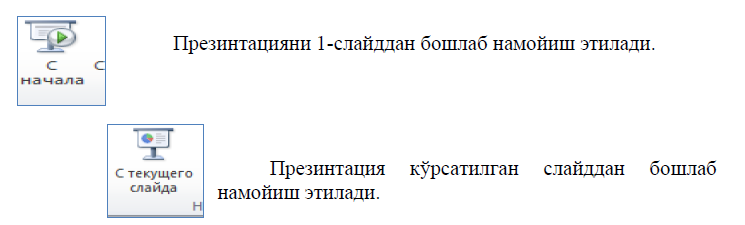 Презинтацияни 1-слайддан бошлаб намойиш этилади.
С С
начала
С текущего
слайда
Н
Презинтация кўрсатилган слайддан бошлаб
намойиш этилади.